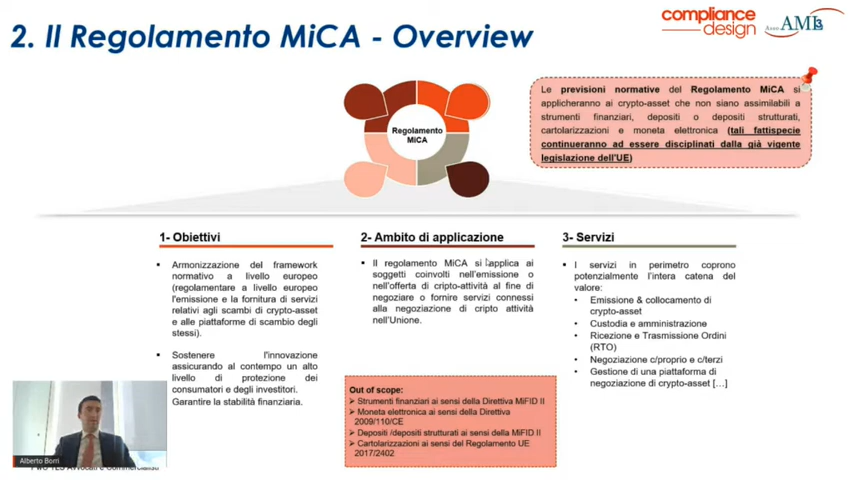 2. Il Regolamento MiCA - Overview
compliance
design
Assoc. AML
Regolamento
MiCA
Le previsioni normative del Regolamento MiCA si
applicheranno ai crypto-asset che non siano assimilabili a
strumenti finanziari, depositi o depositi strutturati,
cartolarizzazioni e moneta elettronica (tali fattispecie
continueranno ad essere disciplinati dalla già vigente
legislazione dell'UE)
1- Obiettivi
▪ Armonizzazione del framework
normativo a livello europeo
(regolamentare a livello europeo
l'emissione e la fornitura di servizi
relativi agli scambi di crypto-asset
e alle piattaforme di scambio degli
stessi).
▪ Sostenere l'innovazione
assicurando al contempo un alto
livello di protezione dei
consumatori e degli investitori.
Garantire la stabilità finanziaria.
2- Ambito di applicazione
▪ Il regolamento MiCA si applica ai
soggetti coinvolti nell'emissione o
nell'offerta di cripto-attività al fine di
negoziare o fornire servizi connessi
alla negoziazione di cripto attività
nell'Unione.
Out of scope:
➢ Strumenti finanziari ai sensi della Direttiva MiFID II
➢ Moneta elettronica ai sensi della Direttiva
2009/110/CE
➢ Depositi /depositi strutturati ai sensi della MiFID II
➢ Cartolarizzazioni ai sensi del Regolamento UE
2017/2402
3- Servizi
▪ I servizi in perimetro coprono
potenzialmente l'intera catena del
valore:
• Emissione & collocamento di
crypto-asset
• Custodia e amministrazione
• Ricezione e Trasmissione Ordini
(RTO)
• Negoziazione c/proprio e c/terzi
• Gestione di una piattaforma di
negoziazione di crypto-asset […]
Alberto Borri
PwC TLS Avvocati e Commercialisti